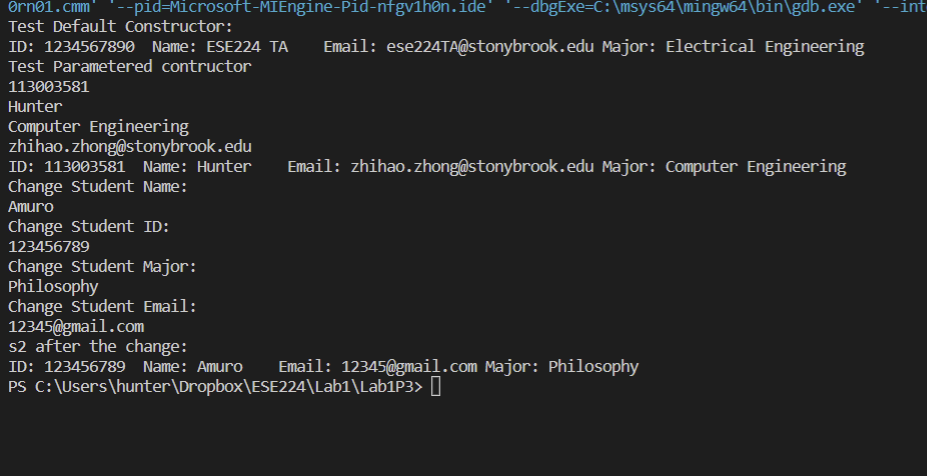 0rn01.cmm' '--pid=Microsoft-MIEngine-Pid-nfgv1h0n.ide' '--dbgExe=C:\msys64\mingw64\bin\gdb.exe' '--inte
Test Default Constructor:
ID: 1234567890  Name: ESE224 TA    Email: ese224TA@stonybrook.edu Major: Electrical Engineering
Test Parametered contructor
113003581
Hunter
Computer Engineering
zhihao.zhong@stonybrook.edu
ID: 113003581  Name: Hunter    Email: zhihao.zhong@stonybrook.edu Major: Computer Engineering
Change Student Name:
Amuro
Change Student ID:
123456789
Change Student Major:
Philosophy
Change Student Email:
12345@gmail.com
s2 after the change:
ID: 123456789  Name: Amuro    Email: 12345@gmail.com Major: Philosophy
PS C:\Users\hunter\Dropbox\ESE224\Lab1\Lab1P3>